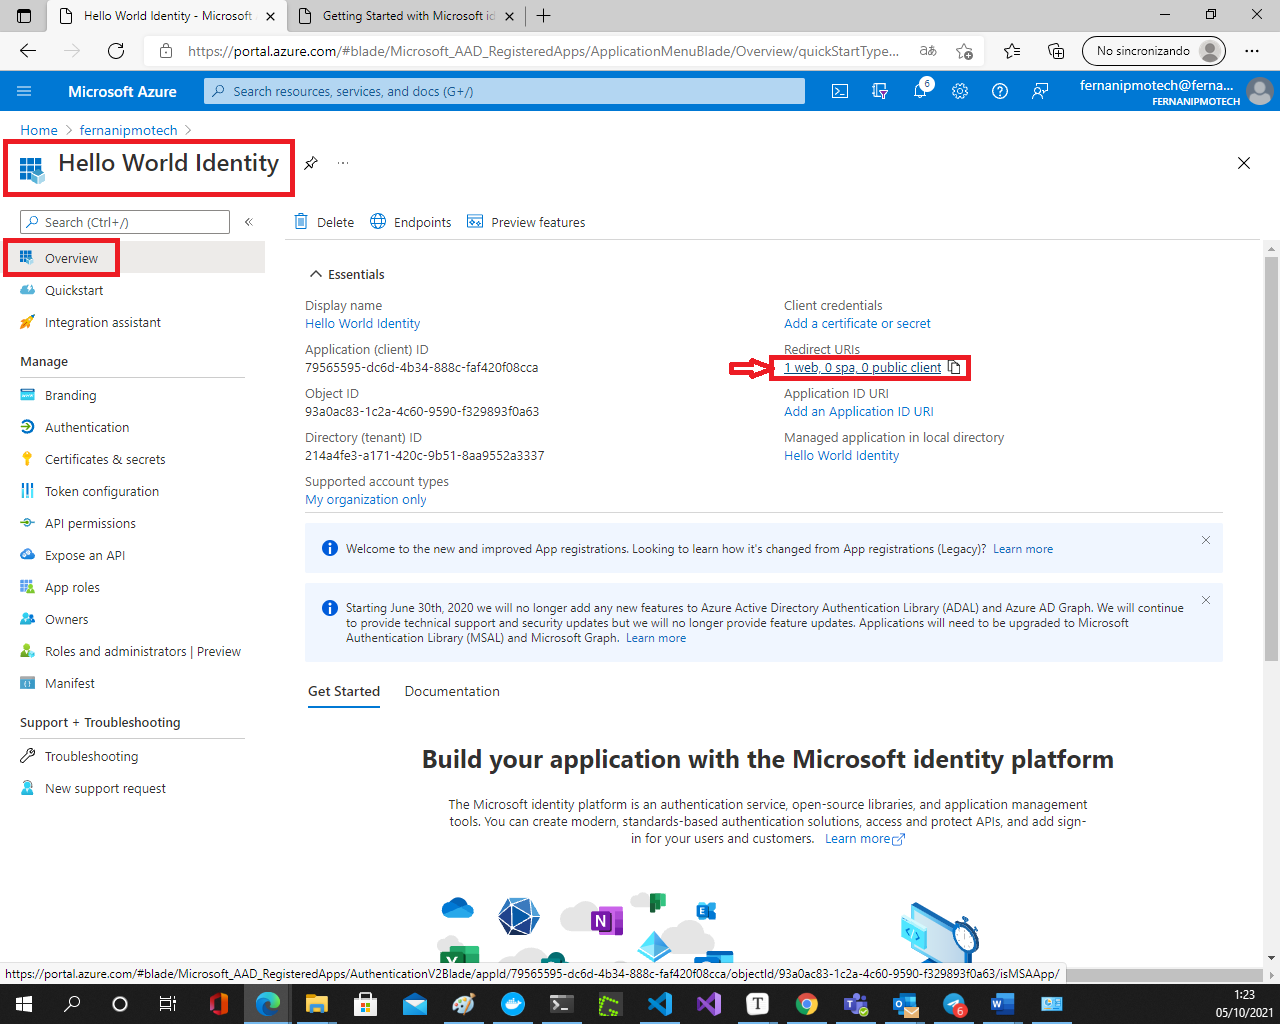 Hello World Identity - Microsoft
Getting Started with Microsoft id
https://portal.azure.com/#blade/Microsoft_AAD_RegisteredApps/ApplicationMenuBlade/Overview/quickStartType...
aあ
No sincronizando
Microsoft Azure
Search resources, services, and docs (G+/)
6
fernanipmotech@ferna...
FERNANIPMOTECH
Home > fernanipmotech >
Hello World Identity
Search (Ctrl+/)
«
Delete
Endpoints
Preview features
Overview
Quickstart
Integration assistant
Manage
Branding
Authentication
Certificates & secrets
Token configuration
API permissions
Expose an API
App roles
Owners
Roles and administrators | Preview
Manifest
Support + Troubleshooting
Troubleshooting
New support request
Essentials
Display name
Hello World Identity
Application (client) ID
79565595-dc6d-4b34-888c-faf420f08cca
Object ID
93a0ac83-1c2a-4c60-9590-f329893f0a63
Directory (tenant) ID
214a4fe3-a171-420c-9b51-8aa9552a3337
Supported account types
My organization only
Client credentials
Add a certificate or secret
Redirect URIs
1 web, 0 spa, 0 public client
Application ID URI
Add an Application ID URI
Managed application in local directory
Hello World Identity
Welcome to the new and improved App registrations. Looking to learn how it's changed from App registrations (Legacy)? Learn more
Starting June 30th, 2020 we will no longer add any new features to Azure Active Directory Authentication Library (ADAL) and Azure AD Graph. We will continue
to provide technical support and security updates but we will no longer provide feature updates. Applications will need to be upgraded to Microsoft
Authentication Library (MSAL) and Microsoft Graph. Learn more
Get Started
Documentation
Build your application with the Microsoft identity platform
The Microsoft identity platform is an authentication service, open-source libraries, and application management
tools. You can create modern, standards-based authentication solutions, access and protect APIs, and add sign-
in for your users and customers. Learn more
N
E
https://portal.azure.com/#blade/Microsoft_AAD_RegisteredApps/AuthenticationV2Blade/appId/79565595-dc6d-4b34-888c-faf420f08cca/objectId/93a0ac83-1c2a-4c60-9590-f329893f0a63/isMSAApp/
T
6
1:23
05/10/2021